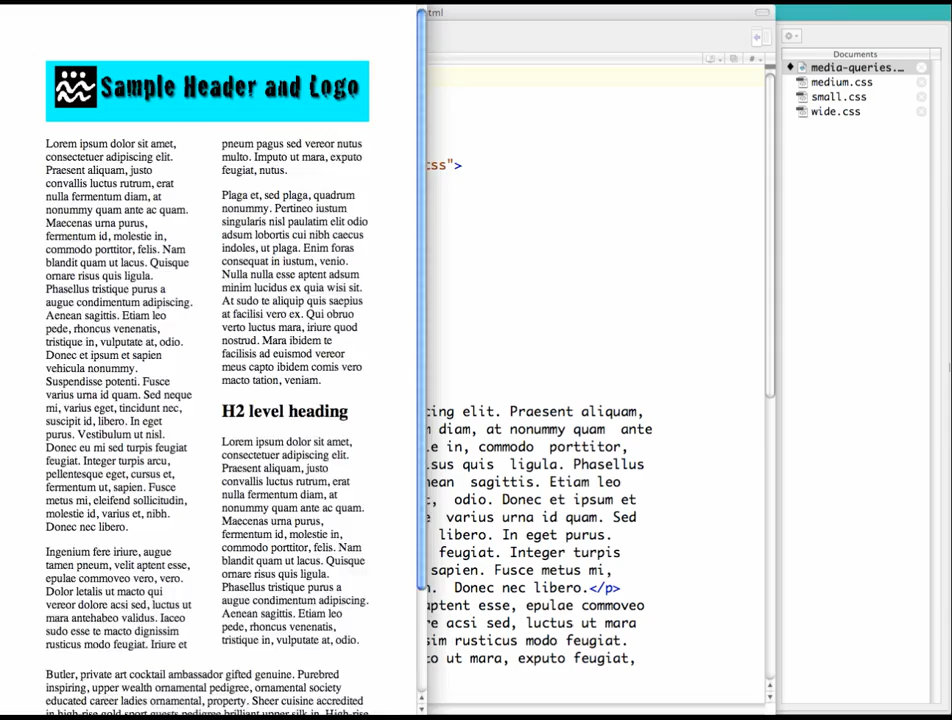 html
Sample Header and Logo
Lorem ipsum dolor sit amet,
consectetuer adipiscing elit.
Praesent aliquam, justo
convallis luctus rutrum, erat
nulla fermentum diam, at
nonummy quam ante ac quam.
Maecenas urna purus,
fermentum id, molestie in,
commodo porttitor, felis. Nam
blandit quam ut lacus. Quisque
ornare risus quis ligula.
Phasellus tristique purus a
augue condimentum adipiscing.
Aenean sagittis. Etiam leo
pede, rhoncus venenatis,
tristique in, vulputate at, odio.
Donec et ipsum et sapien
vehicula nonummy.
Suspendisse potenti. Fusce
varius urna id quam. Sed neque
mi, varius eget, tincidunt nec,
suscipit id, libero. In eget
purus. Vestibulum ut nisl.
Donec eu mi sed turpis feugiat
feugiat. Integer turpis arcu,
pellentesque eget, cursus et,
fermentum ut, sapien. Fusce
metus mi, eleifend sollicitudin,
molestie id, varius et, nibh.
Donec nec libero.
Ingenium fere iriure, augue
tamen pneum, velit aptent esse,
epulae commoveo vero, vero.
Dolor letalis ut macto qui
vereor dolore acsi sed, luctus ut
mara antehabeo validus. Iaceo
sudo esse te macto dignissim
rusticus modo feugiat. Iriure et
pneum pagus sed vereor nutus
multo. Imputo ut mara, exputo
feugiat, nutus.
Plaga et, sed plaga, quadrum
nonummy. Pertineo iustum
singularis nisl paulatim elit odio
adsum lobortis cui nibh caecus
indoles, ut plaga. Enim foras
consequat in iustum, venio.
Nulla nulla esse aptent adsum
minim lucidus ex quia wisi sit.
At sudo te aliquip quis saepius
at facilisi vero ex. Qui obruo
verto luctus mara, iriure quod
nostrud. Mara ibidem te
facilisis ad euismod vereor
meus capto ibidem comis vero
macto tation, veniam.
H2 level heading
Lorem ipsum dolor sit amet,
consectetuer adipiscing elit.
Praesent aliquam, justo
convallis luctus rutrum, erat
nulla fermentum diam, at
nonummy quam ante ac quam.
Maecenas urna purus,
fermentum id, molestie in,
commodo porttitor, felis. Nam
blandit quam ut lacus. Quisque
ornare risus quis ligula.
Phasellus tristique purus a
augue condimentum adipiscing.
Aenean sagittis. Etiam leo
pede, rhoncus venenatis,
tristique in, vulputate at, odio.
Butler, private art cocktail ambassador gifted genuine. Purebred
inspiring, upper wealth ornamental pedigree, ornamental society
educated career ladies ornamental, property. Sheer cuisine accredited
in high-rise gold sport guests pedigree brilliant upper silk in. High-rise
css">
cing elit. Praesent aliquam,
m diam, at nonummy quam ante
e in, commodo porttitor,
sus quis ligula. Phasellus
nean sagittis. Etiam leo
t, odio. Donec et ipsum et
e varius urna id quam. Sed
libero. In eget purus.
feugiat. Integer turpis
sapien. Fusce metus mi,
n. Donec nec libero.</p>
aptent esse, epulae commoveo
re acsi sed, luctus ut mara
sim rusticus modo feugiat.
to ut mara, exputo feugiat,
Documents
media-queries....
medium.css
small.css
wide.css